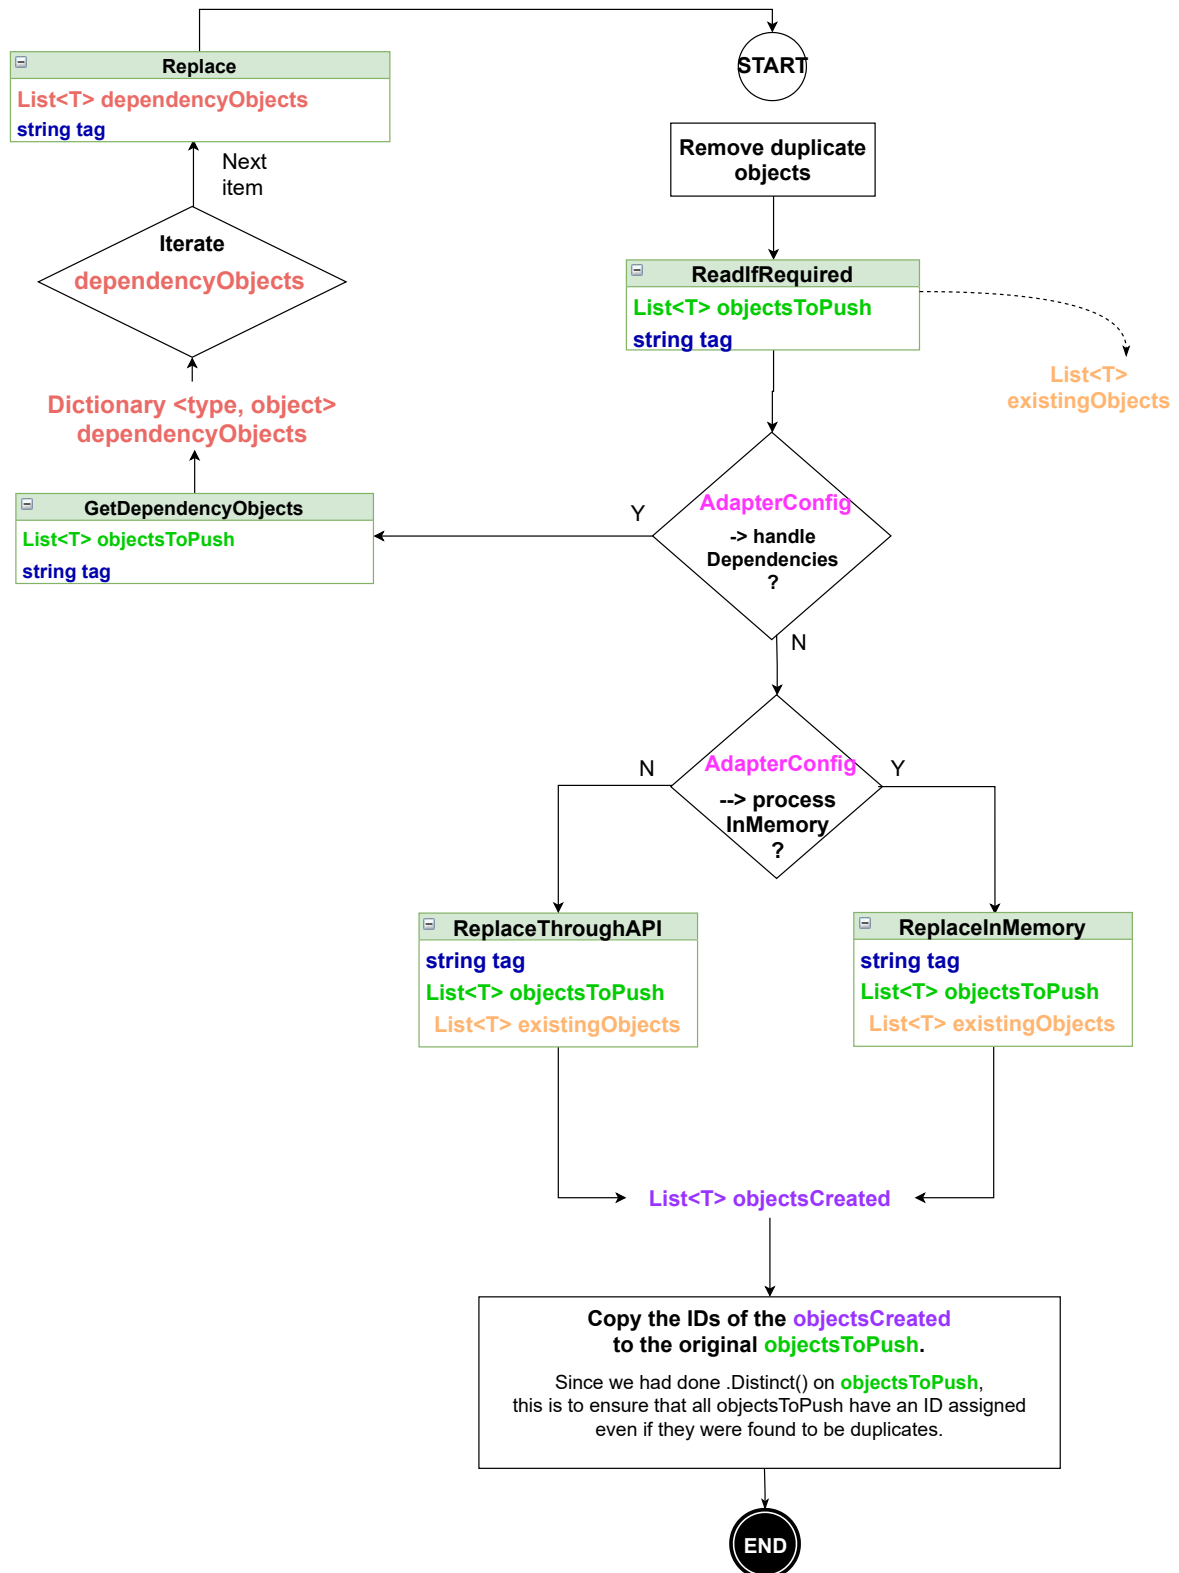 START
Replace
List<T> dependencyObjects
string tag
Next
item
Iterate
dependencyObjects
Dictionary <type, object>
dependencyObjects
GetDependencyObjects
List<T> objectsToPush
string tag
Remove duplicate
objects
ReadIfRequired
List<T> objectsToPush
string tag
List<T>
existingObjects
Y
AdapterConfig
-> handle
Dependencies
?
N
N
AdapterConfig
--> process
InMemory
?
Y
ReplaceThroughAPI
string tag
List<T> objectsToPush
List<T> existingObjects
ReplaceInMemory
string tag
List<T> objectsToPush
List<T> existingObjects
List<T> objectsCreated
Copy the IDs of the objectsCreated
to the original objectsToPush.
Since we had done .Distinct() on objectsToPush,
this is to ensure that all objectsToPush have an ID assigned
even if they were found to be duplicates.
END